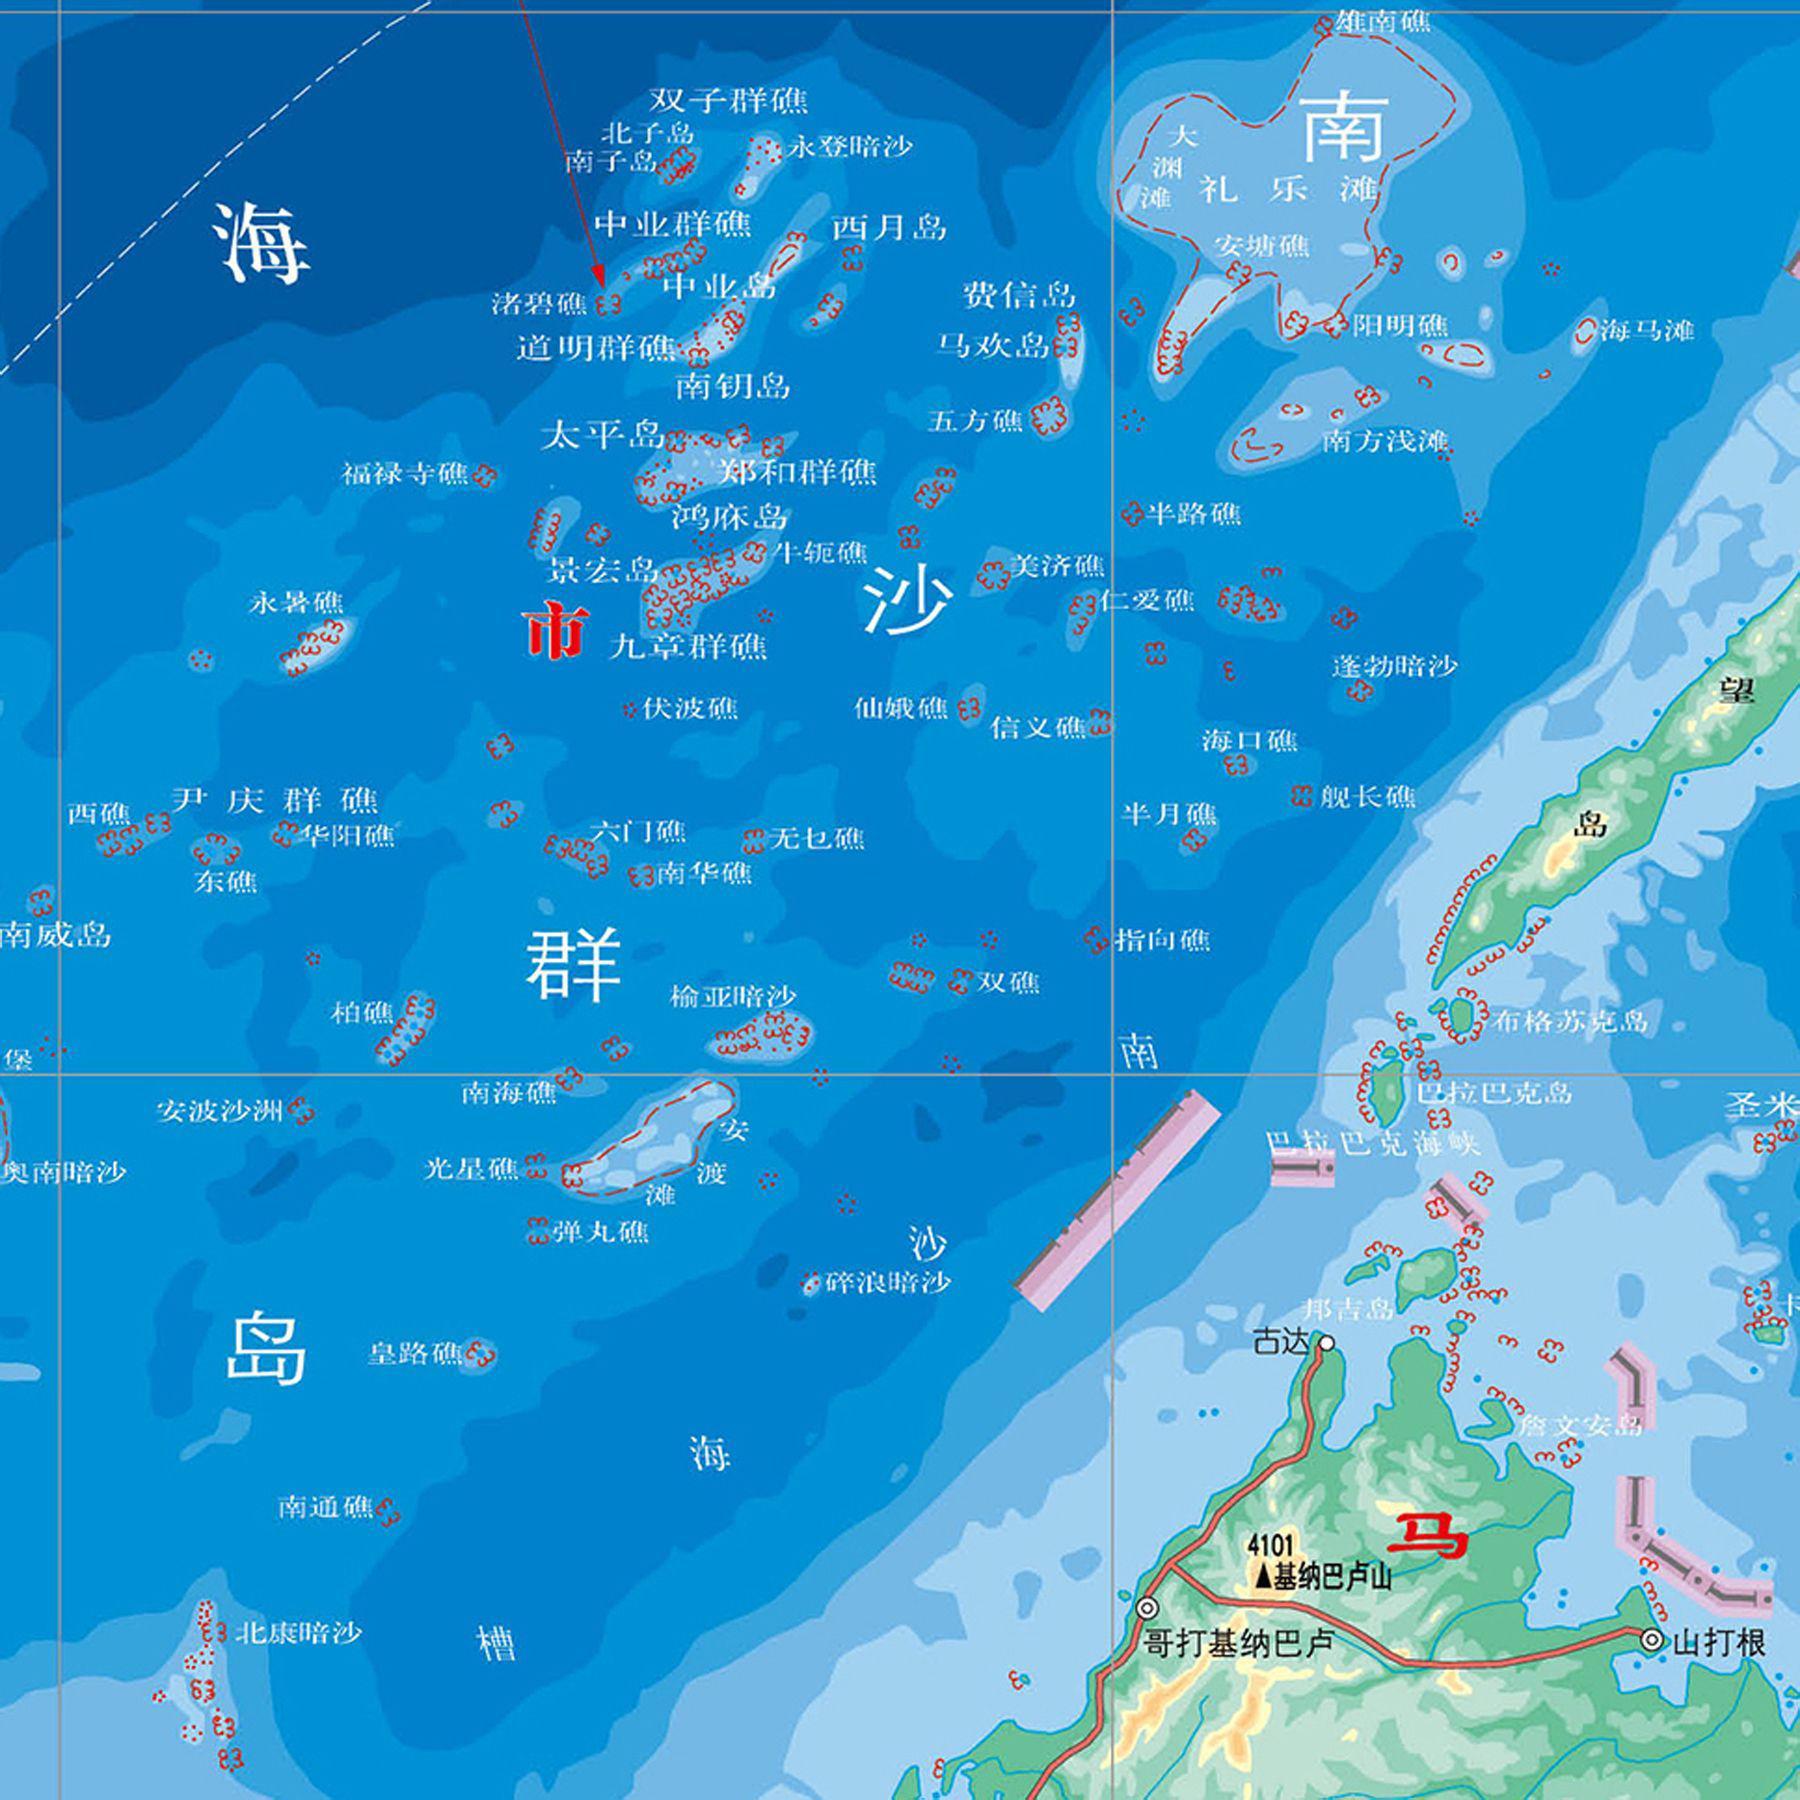 雄南礁
双子群礁
北子岛
南子岛
永登暗沙
南
大渊滩
礼乐滩
海
中业群礁
西月岛
安塘礁
中业岛
渚碧礁
费信岛
道明群礁
马欢岛
阳明礁
海马滩
南钥岛
五方礁
太平岛
南方浅滩
福禄寺礁
郑和群礁
鸿庥岛
半路礁
牛轭礁
景宏岛
美济礁
沙
永暑礁
仁爱礁
市
九章群礁
蓬勃暗沙
望
伏波礁
仙娥礁
信义礁
海口礁
舰长礁
尹庆群礁
西礁
华阳礁
六门礁
无乜礁
半月礁
岛
东礁
南华礁
南威岛
指向礁
群
双礁
榆亚暗沙
柏礁
布格苏克岛
堡
南
南海礁
巴拉巴克岛
安波沙洲
圣米
安渡滩
巴拉巴克海峡
光星礁
奥南暗沙
弹丸礁
沙
碎浪暗沙
邦吉岛
卡
古达
岛
皇路礁
詹文安岛
海
南通礁
马
4101
基纳巴卢山
北康暗沙
槽
哥打基纳巴卢
山打根